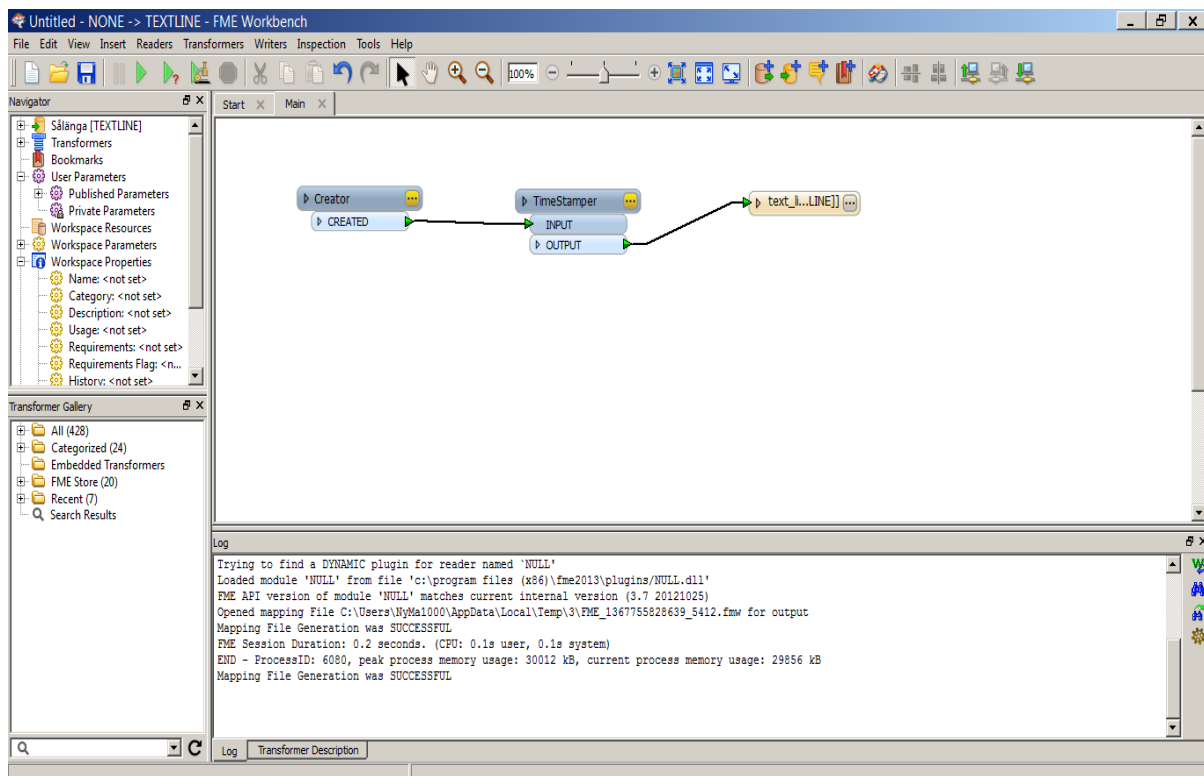 Untitled - NONE -> TEXTLINE - FME Workbench
File Edit View Insert Readers Transformers Writers Inspection Tools Help
100%
Navigator
Sålänga [TEXTLINE]
Transformers
Bookmarks
User Parameters
Published Parameters
Private Parameters
Workspace Resources
Workspace Parameters
Workspace Properties
Name: <not set>
Category: <not set>
Description: <not set>
Usage: <not set>
Requirements: <not set>
Requirements Flag: <n...
History: <not set>
Transformer Gallery
All (428)
Categorized (24)
Embedded Transformers
FME Store (20)
Recent (7)
Search Results
Start Main
Creator
CREATED
TimeStamper
INPUT
OUTPUT
text_li...LINE]]
Log
Trying to find a DYNAMIC plugin for reader named `NULL'
Loaded module 'NULL' from file 'c:\program files (x86)\fme2013\plugins/NULL.dll'
FME API version of module 'NULL' matches current internal version (3.7 20121025)
Opened mapping File C:\Users\NyMa1000\AppData\Local\Temp\3\FME_1367755828639_5412.fmw for output
Mapping File Generation was SUCCESSFUL
FME Session Duration: 0.2 seconds. (CPU: 0.1s user, 0.1s system)
END - ProcessID: 6080, peak process memory usage: 30012 kB, current process memory usage: 29856 kB
Mapping File Generation was SUCCESSFUL
Log Transformer Description